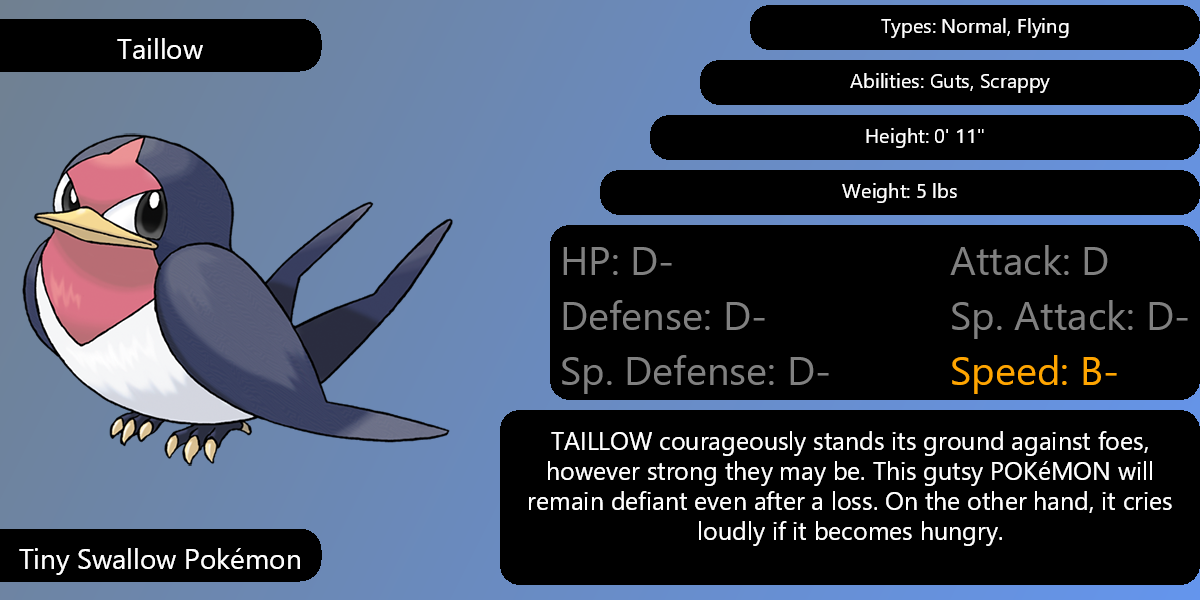 Taillow
Types: Normal, Flying
Abilities: Guts, Scrappy
Height: 0' 11"
Weight: 5 lbs
HP: D-
Attack: D
Defense: D-
Sp. Attack: D-
Sp. Defense: D-
Speed: B-
TAILLOW courageously stands its ground against foes,
however strong they may be. This gutsy POKéMON will
remain defiant even after a loss. On the other hand, it cries
loudly if it becomes hungry.
Tiny Swallow Pokémon